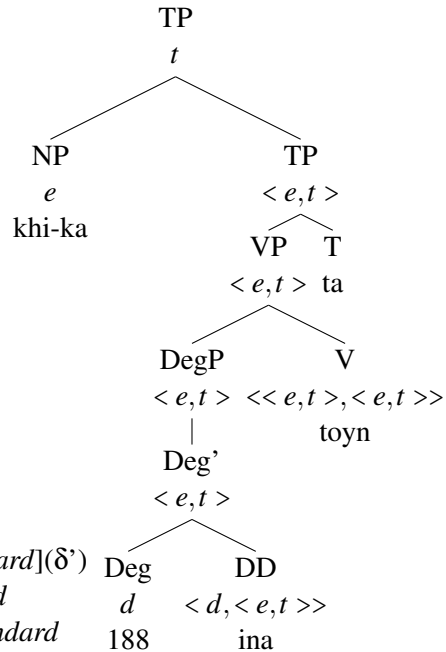 TP
t
NP TP
e < e,t >
khi-ka
VP T
< e,t > ta
DegP V
< e,t > << e,t >,< e,t >>
toyn
Deg’
< e,t >
](δ’) Deg DD
d < d,< e,t >>
188 ina